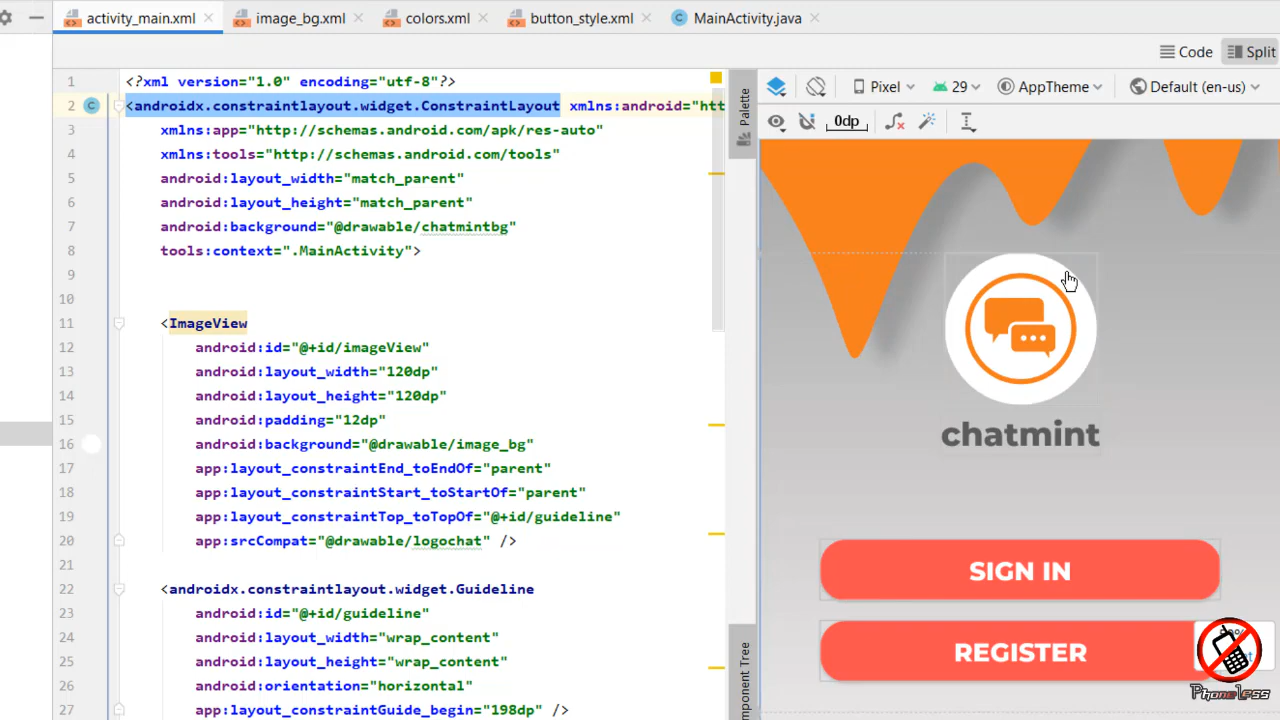 activity_main.xml image_bg.xml colors.xml button_style.xml MainActivity.java
Code Split
Pixel 29 AppTheme Default (en-us)
0dp
Palette
1 <?xml version="1.0" encoding="utf-8"?>
2 <androidx.constraintlayout.widget.ConstraintLayout xmlns:android="htt
3 xmlns:app="http://schemas.android.com/apk/res-auto"
4 xmlns:tools="http://schemas.android.com/tools"
5 android:layout_width="match_parent"
6 android:layout_height="match_parent"
7 android:background="@drawable/chatmintbg"
8 tools:context=".MainActivity">
9
10
11 <ImageView
12 android:id="@+id/imageView"
13 android:layout_width="120dp"
14 android:layout_height="120dp"
15 android:padding="12dp"
16 android:background="@drawable/image_bg"
17 app:layout_constraintEnd_toEndOf="parent"
18 app:layout_constraintStart_toStartOf="parent"
19 app:layout_constraintTop_toTopOf="@+id/guideline"
20 app:srcCompat="@drawable/logochat" />
21
22 <androidx.constraintlayout.widget.Guideline
23 android:id="@+id/guideline"
24 android:layout_width="wrap_content"
25 android:layout_height="wrap_content"
26 android:orientation="horizontal"
27 app:layout_constraintGuide_begin="198dp" />
omponent Tree
chatmint
SIGN IN
REGISTER
PhoneLess